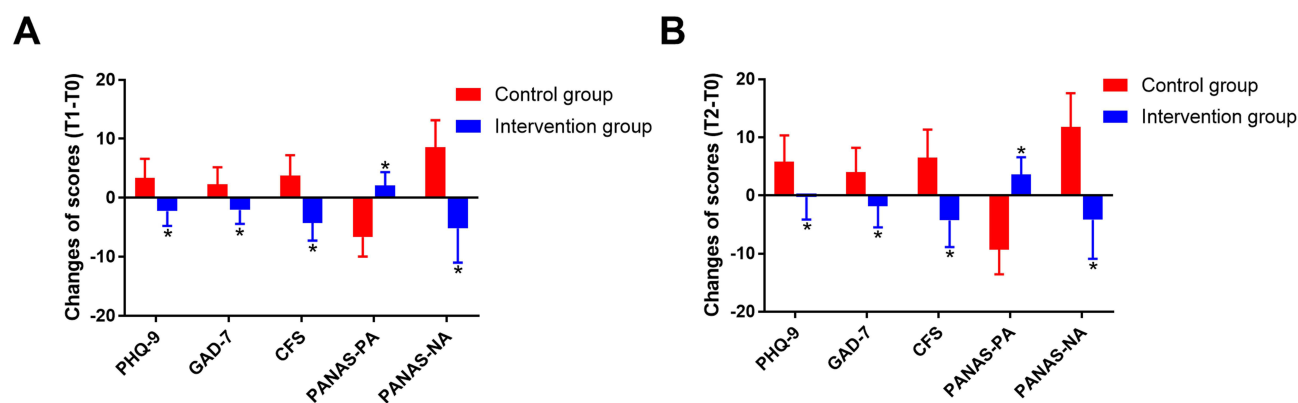 A
Changes of scores (T1-T0)
20
10
0
-10
-20
Control group
Intervention group
*
*
*
*
*
PHQ-9
GAD-7
CFS
PANAS-PA
PANAS-NA
B
Changes of scores (T2-T0)
20
10
0
-10
-20
Control group
Intervention group
*
*
*
*
*
PHQ-9
GAD-7
CFS
PANAS-PA
PANAS-NA